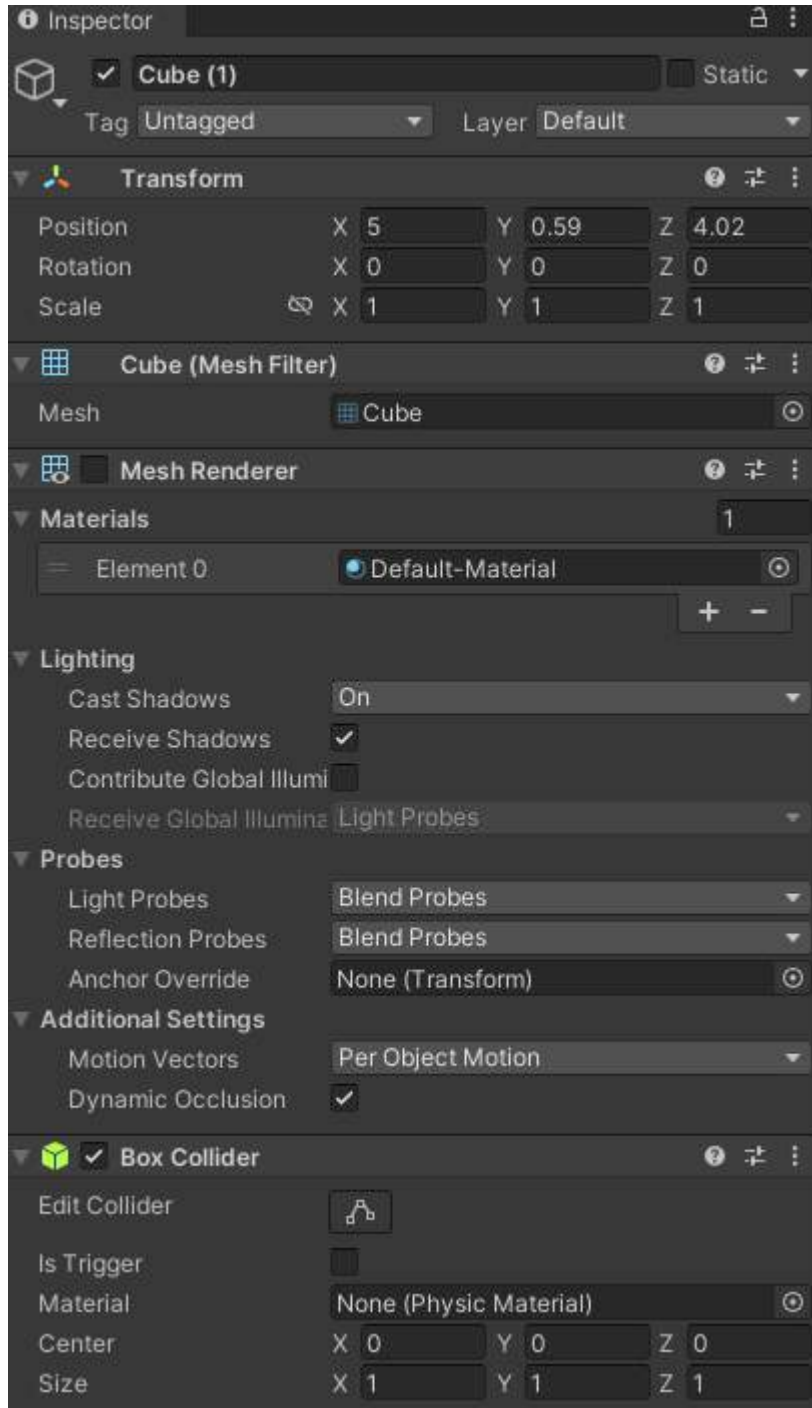 Inspector
Cube (1) Static
Tag Untagged Layer Default
Transform
Position X 5 Y 0.59 Z 4.02
Rotation X 0 Y 0 Z 0
Scale X 1 Y 1 Z 1
Cube (Mesh Filter)
Mesh Cube
Mesh Renderer
Materials 1
Element 0 Default-Material
+ −
Lighting
Cast Shadows On
Receive Shadows
Contribute Global Illumi
Receive Global Illumina Light Probes
Probes
Light Probes Blend Probes
Reflection Probes Blend Probes
Anchor Override None (Transform)
Additional Settings
Motion Vectors Per Object Motion
Dynamic Occlusion
Box Collider
Edit Collider
Is Trigger
Material None (Physic Material)
Center X 0 Y 0 Z 0
Size X 1 Y 1 Z 1